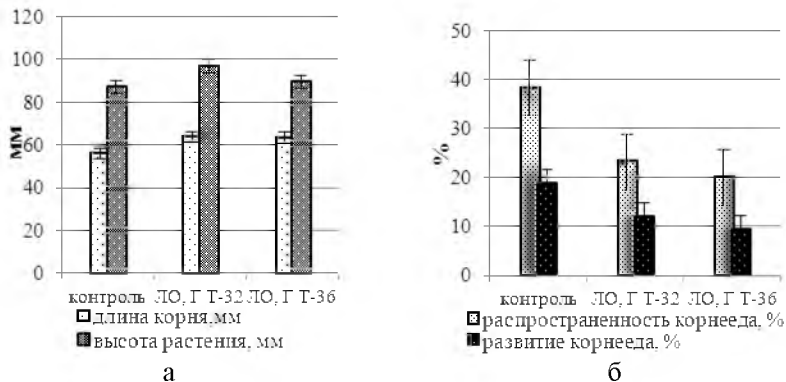 120
100
80
60
40
20
0
мм
контроль ЛО, Г Т-32 ЛО, Г Т-36
длина корня,мм
высота растения, мм
а
50
40
30
20
10
0
%
контроль ЛО, Г Т-32 ЛО, Г Т-36
распространенность корнееда, %
развитие корнееда, %
б